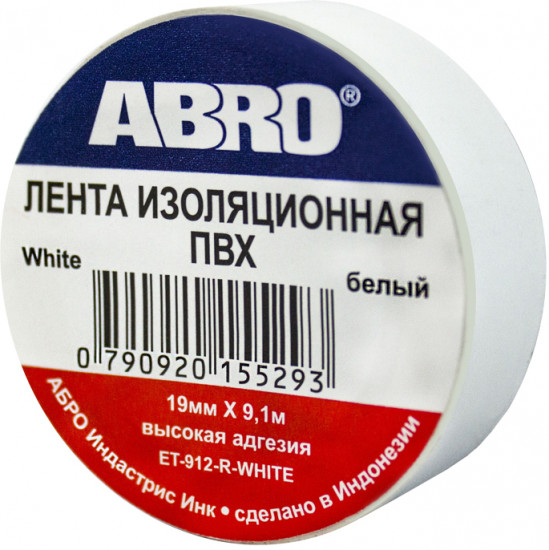 ABRO®
ЛЕНТА ИЗОЛЯЦИОННАЯ
ПВХ
White
белый
0 790920 155293
19мм X 9,1м
высокая адгезия
ET-912-R-WHITE
АБРО Индастрис Инк • сделано в Индонезии